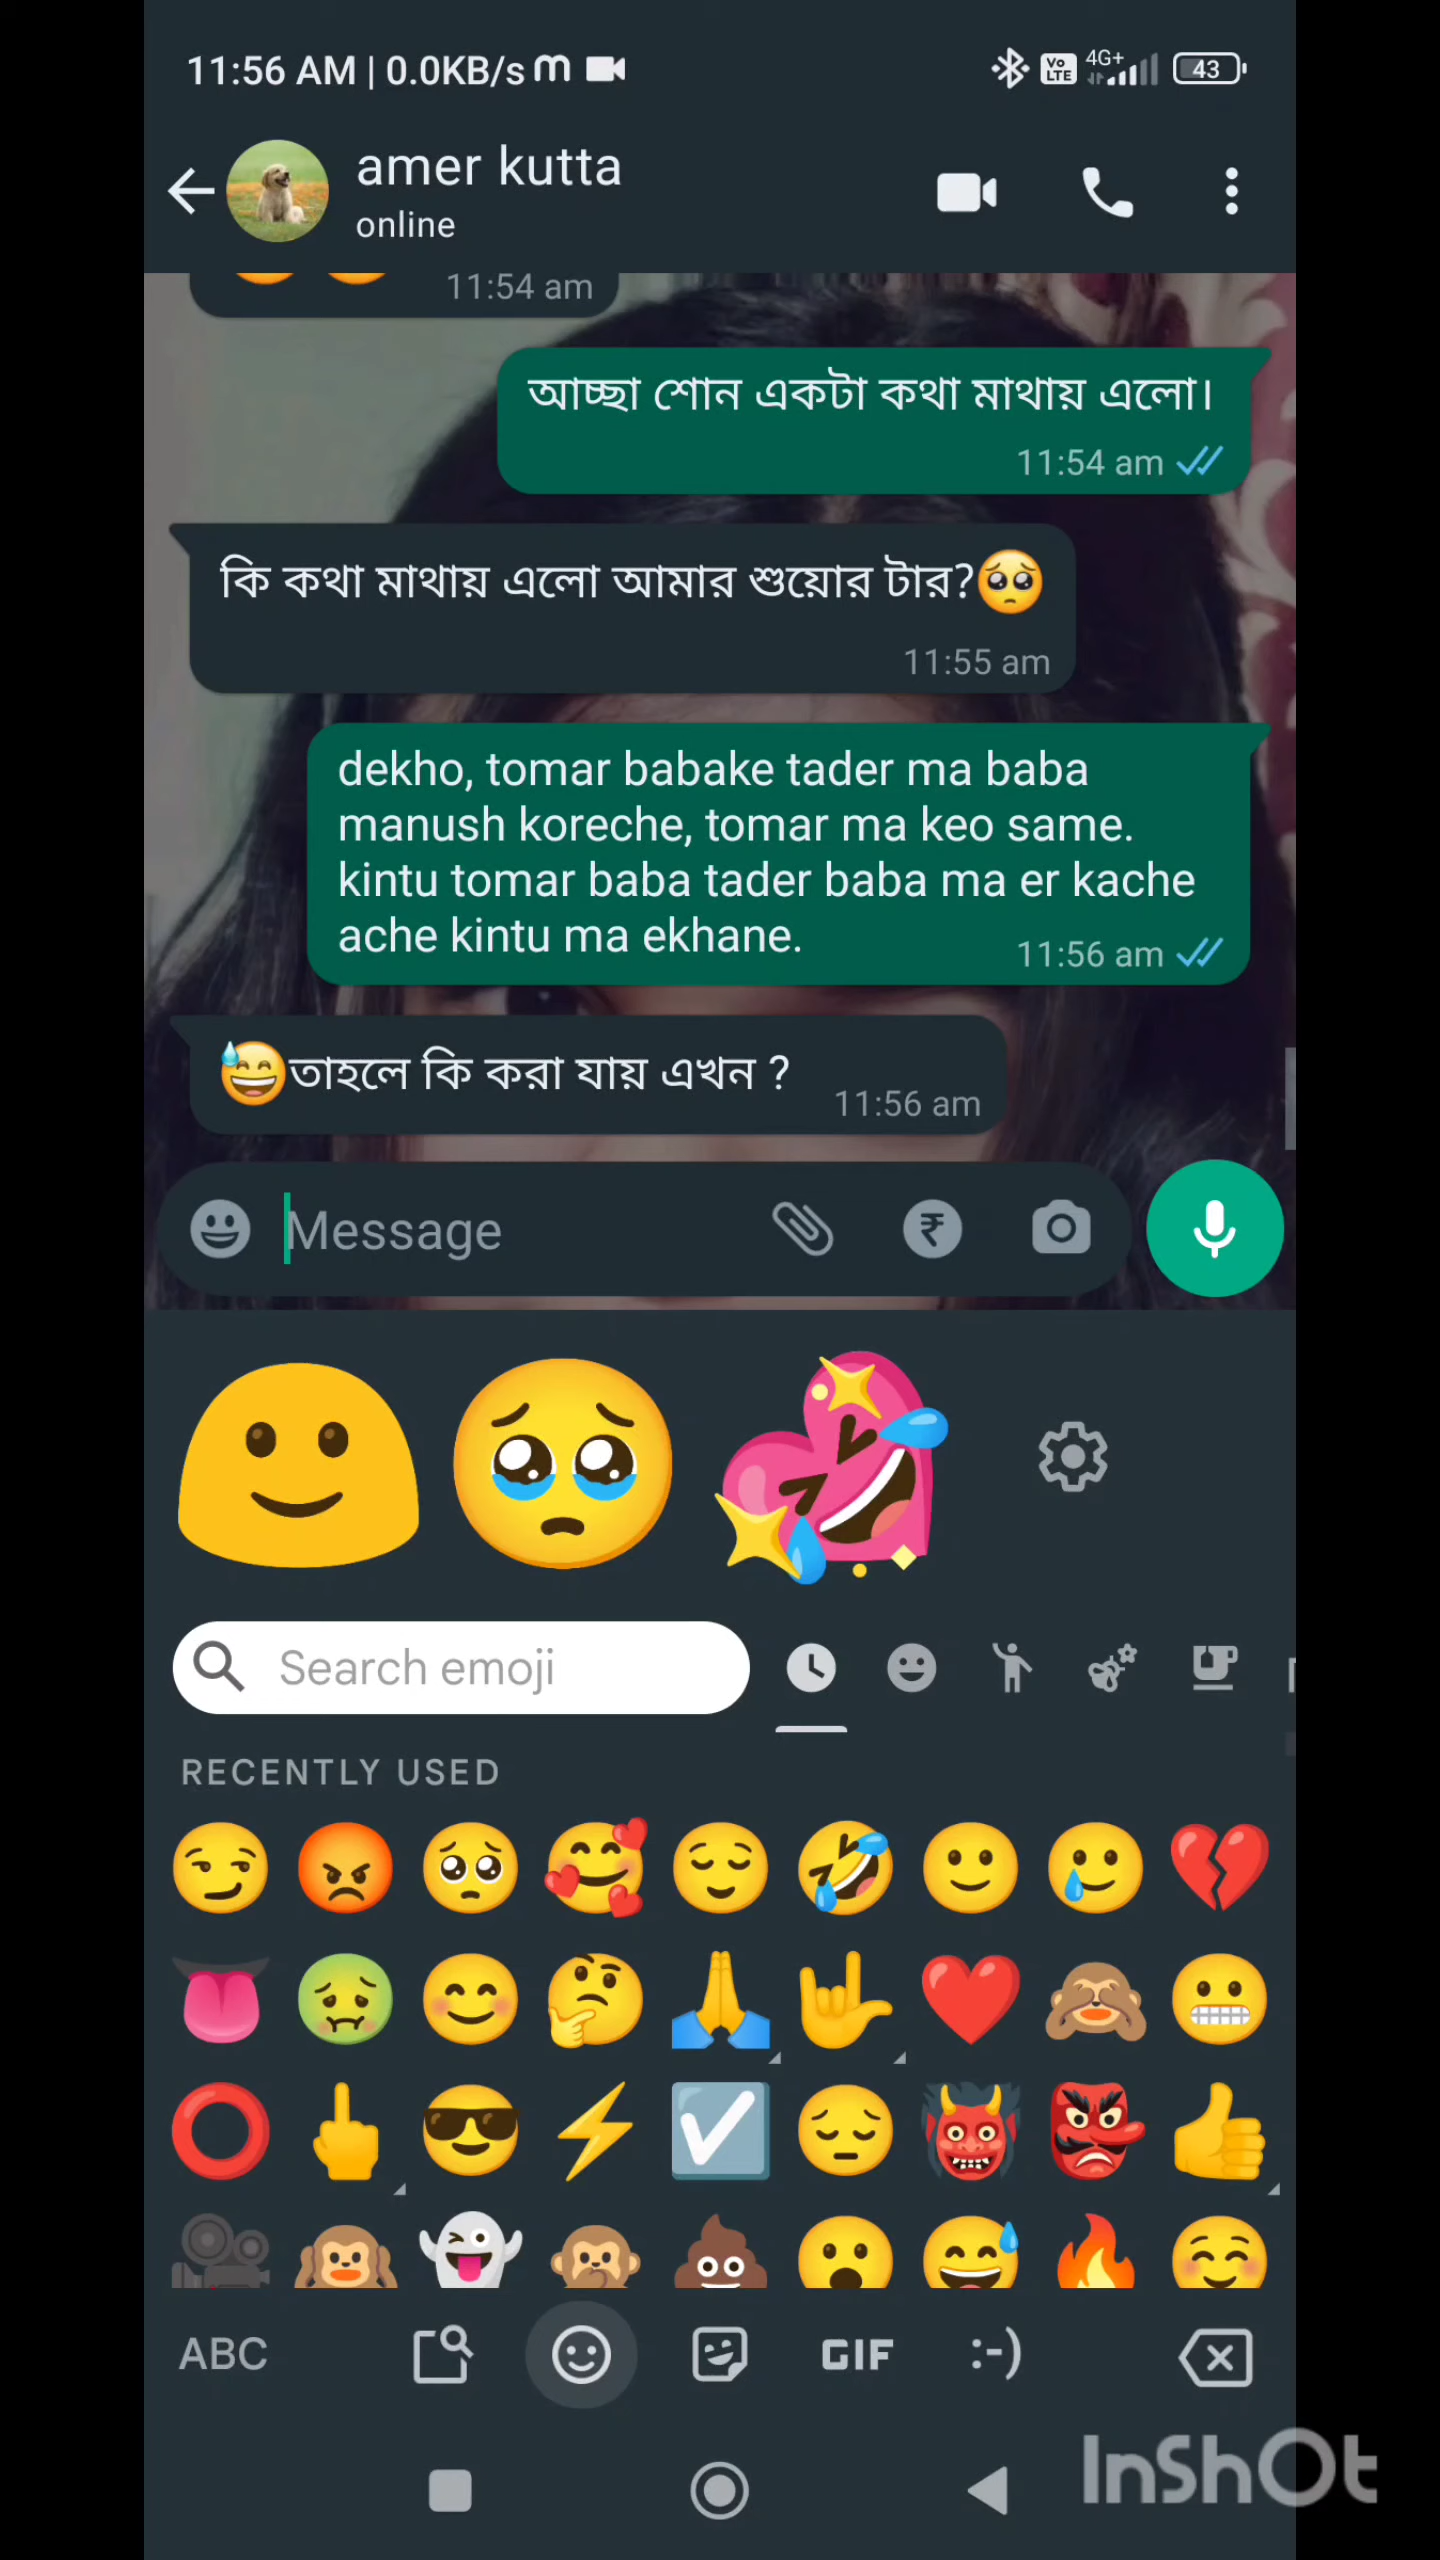 11:56 AM | 0.0KB/s
Vo LTE 4G+ 43
amer kutta
online
11:54 am
আচ্ছা শোন একটা কথা মাথায় এলো।
11:54 am
কি কথা মাথায় এলো আমার শুয়োর টার?🥺
11:55 am
dekho, tomar babake tader ma baba
manush koreche, tomar ma keo same.
kintu tomar baba tader baba ma er kache
ache kintu ma ekhane.
11:56 am
😅তাহলে কি করা যায় এখন ?
11:56 am
Message
Search emoji
RECENTLY USED
ABC GIF :-)
InShOt